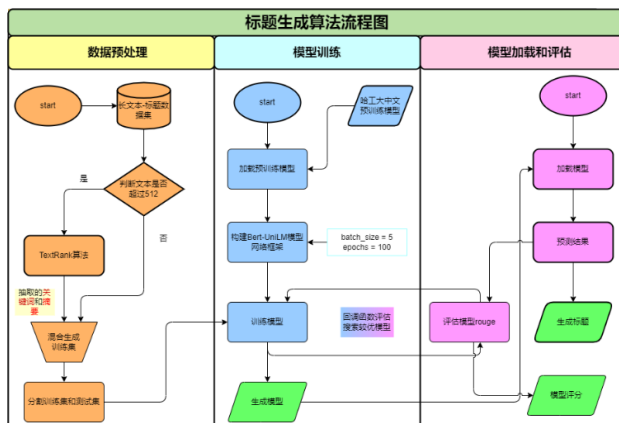 标题生成算法流程图
数据预处理
模型训练
模型加载和评估
start
长文本-标题数
据集
判断文本是否
超过512
是
否
TextRank算法
抽取的关
键词和摘
要
混合生成
训练集
分割训练集和测试集
start
哈工大中文
预训练模型
加载预训练模型
构建Bert-UniLM模型
网络框架
batch_size = 5
epochs = 100
训练模型
回调函数评估
搜索较优模型
生成模型
start
加载模型
预测结果
评估模型rouge
生成标题
模型评分